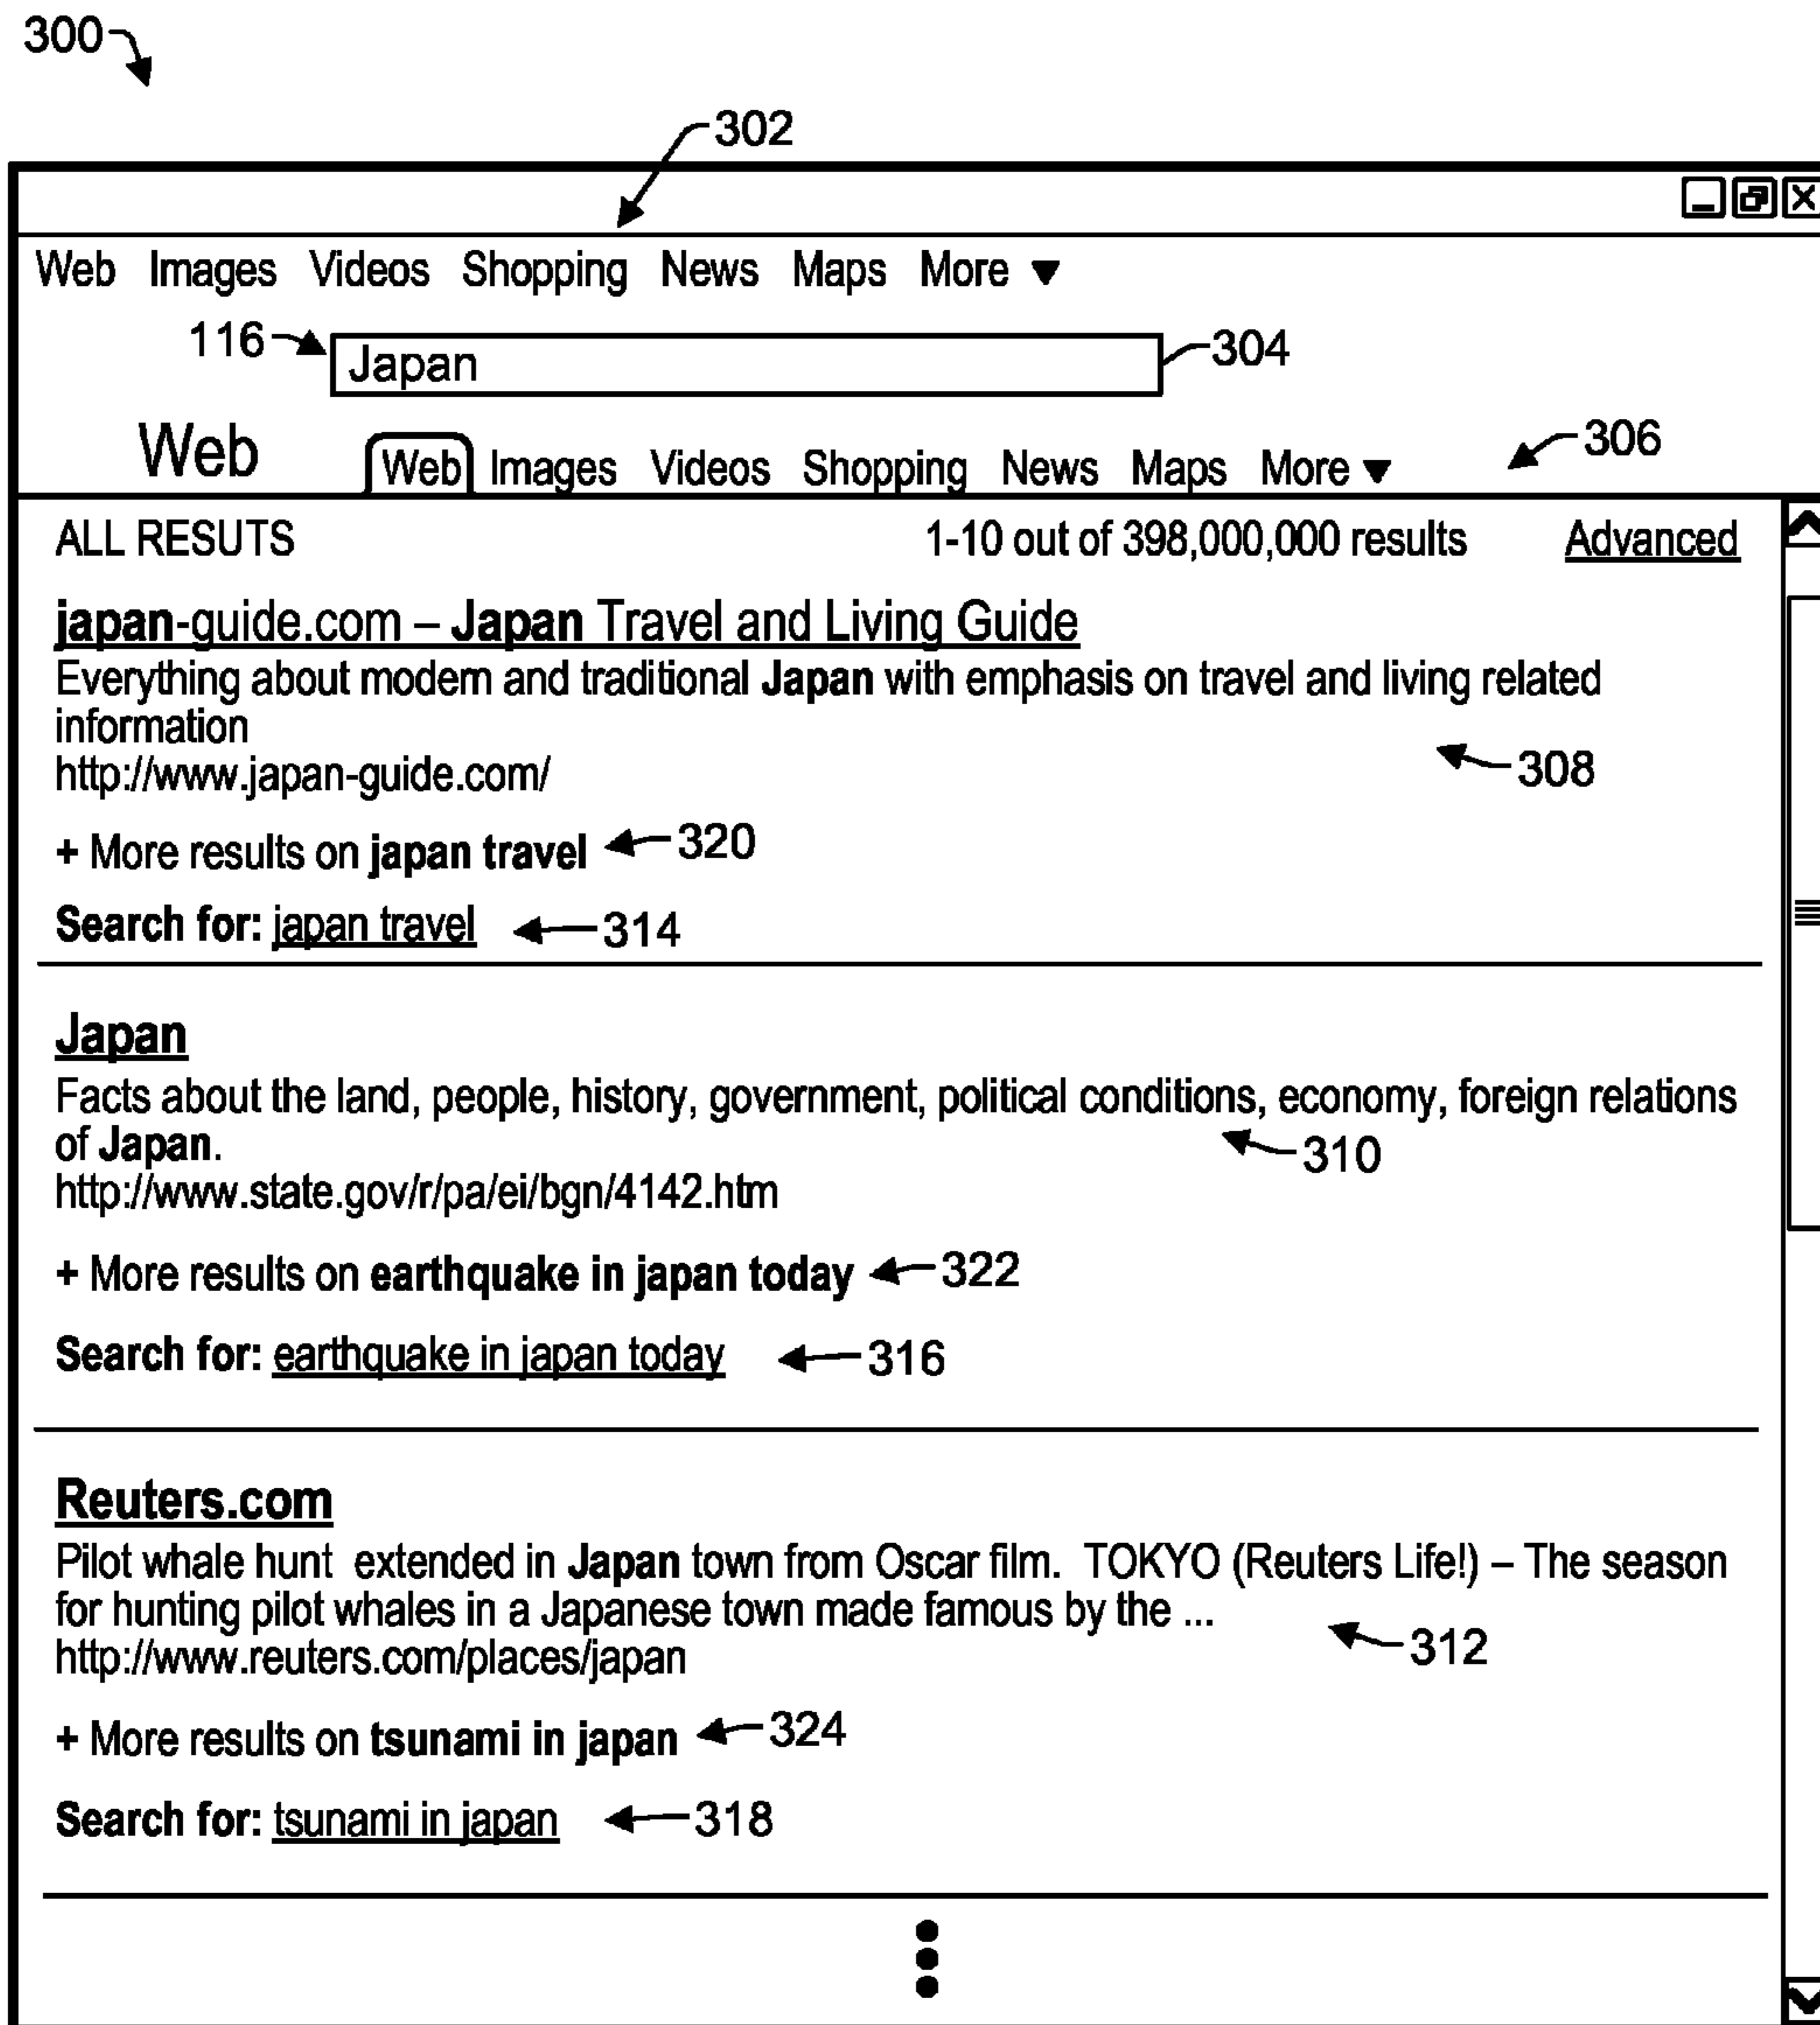 300
302
Web Images Videos Shopping News Maps More ▼
116 Japan 304
Web Web Images Videos Shopping News Maps More ▼ 306
ALL RESUTS 1-10 out of 398,000,000 results Advanced
japan-guide.com – Japan Travel and Living Guide
Everything about modern and traditional Japan with emphasis on travel and living related
information
http://www.japan-guide.com/ 308
+ More results on japan travel 320
Search for: japan travel 314
Japan
Facts about the land, people, history, government, political conditions, economy, foreign relations
of Japan. 310
http://www.state.gov/r/pa/ei/bgn/4142.htm
+ More results on earthquake in japan today 322
Search for: earthquake in japan today 316
Reuters.com
Pilot whale hunt extended in Japan town from Oscar film. TOKYO (Reuters Life!) – The season
for hunting pilot whales in a Japanese town made famous by the ...
http://www.reuters.com/places/japan 312
+ More results on tsunami in japan 324
Search for: tsunami in japan 318